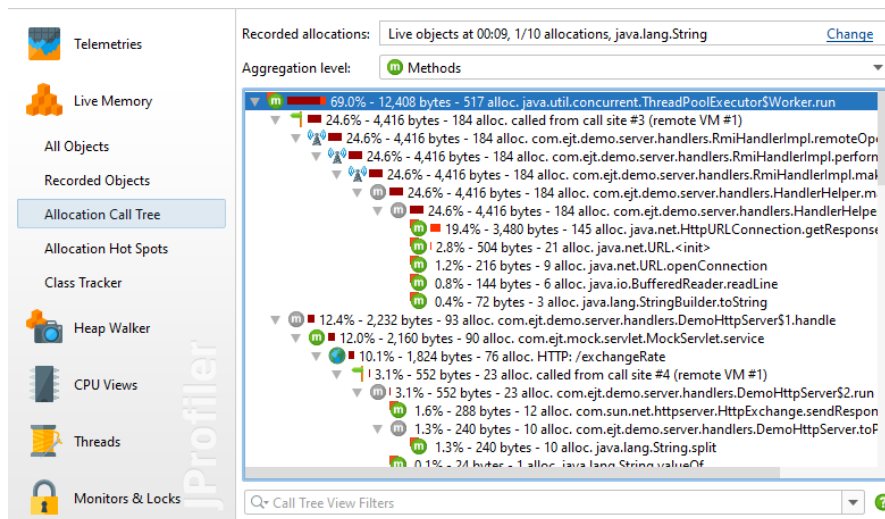 Telemetries
Live Memory
All Objects
Recorded Objects
Allocation Call Tree
Allocation Hot Spots
Class Tracker
Heap Walker
CPU Views
Threads
Monitors & Locks
JProfiler
Recorded allocations: Live objects at 00:09, 1/10 allocations, java.lang.String Change
Aggregation level: m Methods
m 69.0% - 12,408 bytes - 517 alloc. java.util.concurrent.ThreadPoolExecutor$Worker.run
24.6% - 4,416 bytes - 184 alloc. called from call site #3 (remote VM #1)
24.6% - 4,416 bytes - 184 alloc. com.ejt.demo.server.handlers.RmiHandlerImpl.remoteOpe
24.6% - 4,416 bytes - 184 alloc. com.ejt.demo.server.handlers.RmiHandlerImpl.perform
24.6% - 4,416 bytes - 184 alloc. com.ejt.demo.server.handlers.RmiHandlerImpl.mak
m 24.6% - 4,416 bytes - 184 alloc. com.ejt.demo.server.handlers.HandlerHelper.m
m 24.6% - 4,416 bytes - 184 alloc. com.ejt.demo.server.handlers.HandlerHelpe
m 19.4% - 3,480 bytes - 145 alloc. java.net.HttpURLConnection.getResponse
m 2.8% - 504 bytes - 21 alloc. java.net.URL.<init>
m 1.2% - 216 bytes - 9 alloc. java.net.URL.openConnection
m 0.8% - 144 bytes - 6 alloc. java.io.BufferedReader.readLine
m 0.4% - 72 bytes - 3 alloc. java.lang.StringBuilder.toString
m 12.4% - 2,232 bytes - 93 alloc. com.ejt.demo.server.handlers.DemoHttpServer$1.handle
m 12.0% - 2,160 bytes - 90 alloc. com.ejt.mock.servlet.MockServlet.service
10.1% - 1,824 bytes - 76 alloc. HTTP: /exchangeRate
3.1% - 552 bytes - 23 alloc. called from call site #4 (remote VM #1)
m 3.1% - 552 bytes - 23 alloc. com.ejt.demo.server.handlers.DemoHttpServer$2.run
m 1.6% - 288 bytes - 12 alloc. com.sun.net.httpserver.HttpExchange.sendRespon
m 1.3% - 240 bytes - 10 alloc. com.ejt.demo.server.handlers.DemoHttpServer.toP
m 1.3% - 240 bytes - 10 alloc. java.lang.String.split
m 0.1% - 24 bytes - 1 alloc. java.lang.String.valueOf
Call Tree View Filters
?